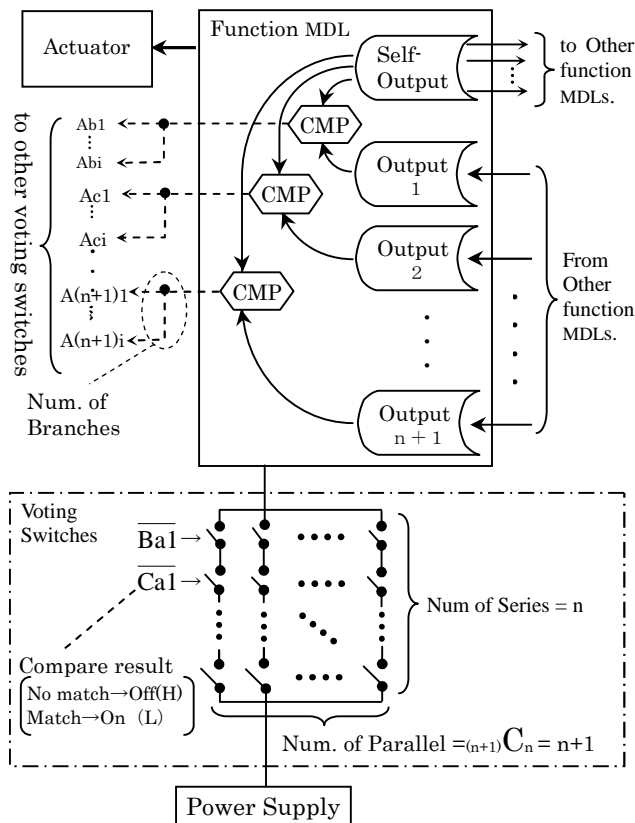 Actuator
Function MDL
Self-
Output
to Other
function
MDLs.
CMP
Output
1
CMP
Output
2
CMP
Output
n + 1
From
Other
function
MDLs.
to other voting switches
Ab1
Abi
Ac1
Aci
A(n+1)1
A(n+1)i
Num. of
Branches
Voting
Switches
Ba1→
Ca1→
Num of Series = n
Compare result
No match→Off(H)
Match→On (L)
Num. of Parallel =(n+1)Cn = n+1
Power Supply